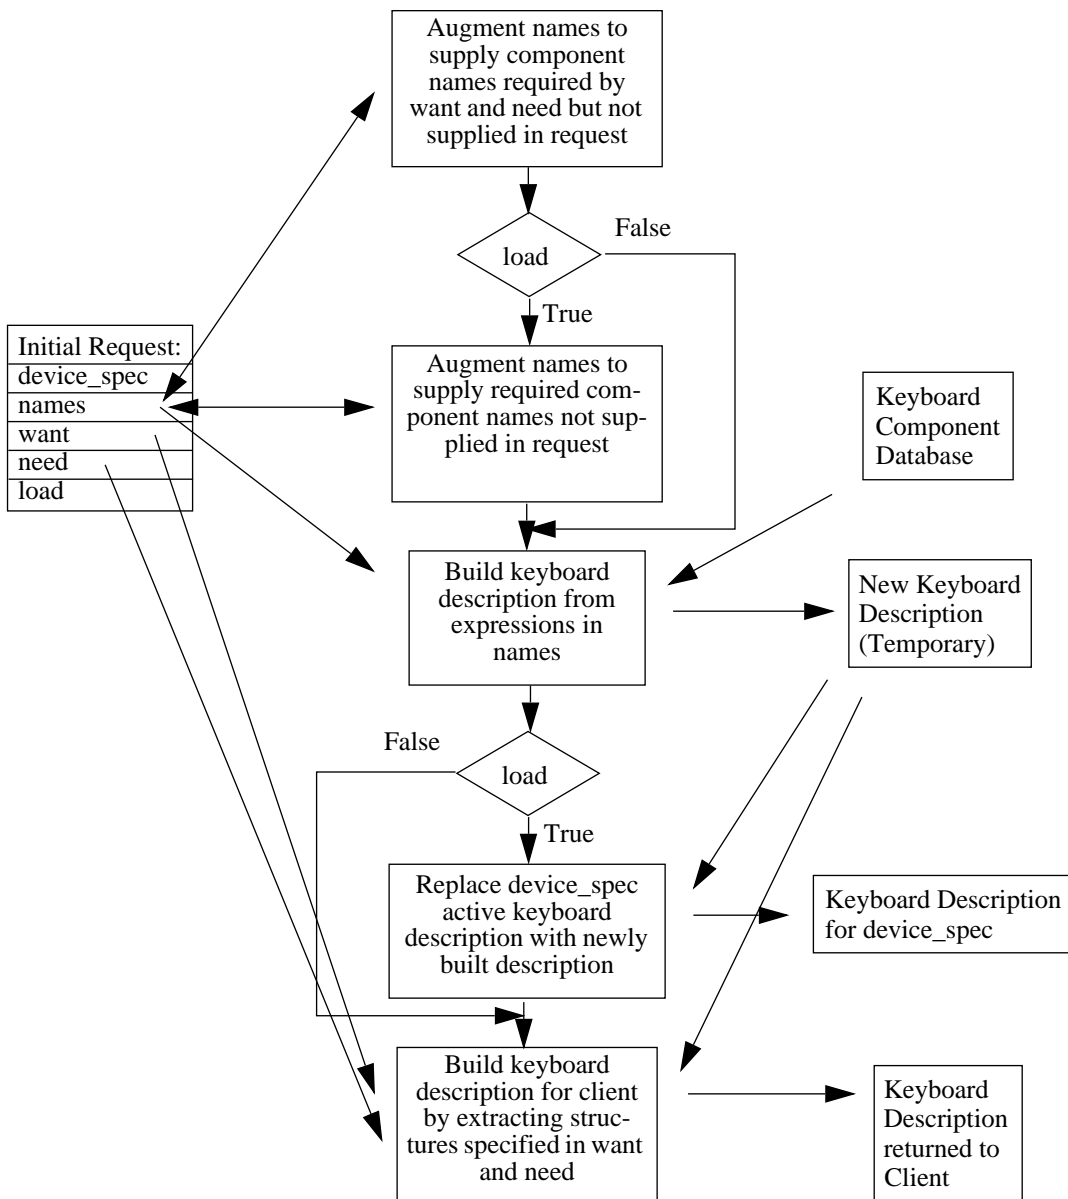 Augment names to
supply component
names required by
want and need but not
supplied in request
False
load
True
Initial Request:
device_spec
names
want
need
load
Augment names to
supply required com-
ponent names not sup-
plied in request
Keyboard
Component
Database
Build keyboard
description from
expressions in
names
New Keyboard
Description
(Temporary)
False
load
True
Replace device_spec
active keyboard
description with newly
built description
Keyboard Description
for device_spec
Build keyboard
description for client
by extracting struc-
tures specified in want
and need
Keyboard
Description
returned to
Client